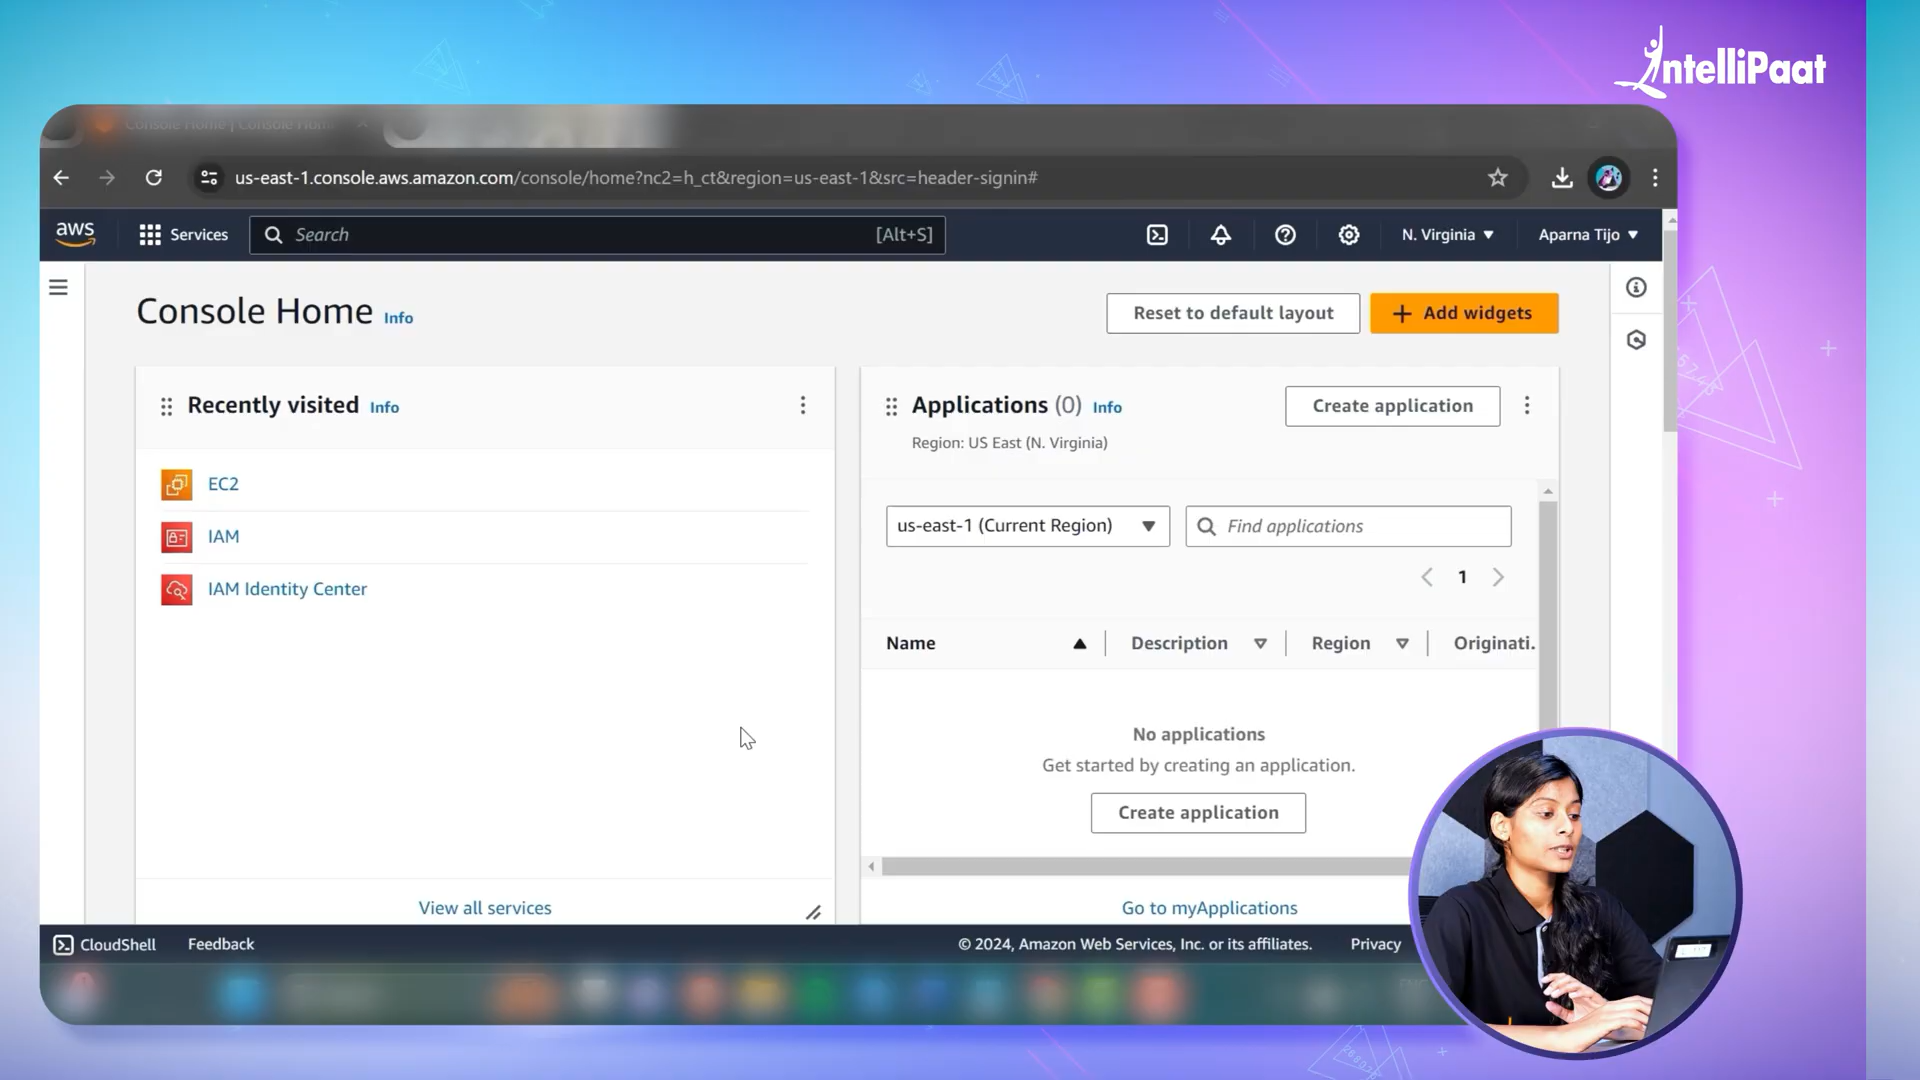 IntelliPaat
Console Home | Console Hom
us-east-1.console.aws.amazon.com/console/home?nc2=h_ct&region=us-east-1&src=header-signin#
aws
Services
Search
[Alt+S]
N. Virginia
Aparna Tijo
Console Home Info
Reset to default layout
+ Add widgets
Recently visited Info
EC2
IAM
IAM Identity Center
View all services
Applications (0) Info
Create application
Region: US East (N. Virginia)
us-east-1 (Current Region)
Find applications
1
Name
Description
Region
Originati.
No applications
Get started by creating an application.
Create application
Go to myApplications
CloudShell
Feedback
© 2024, Amazon Web Services, Inc. or its affiliates.
Privacy